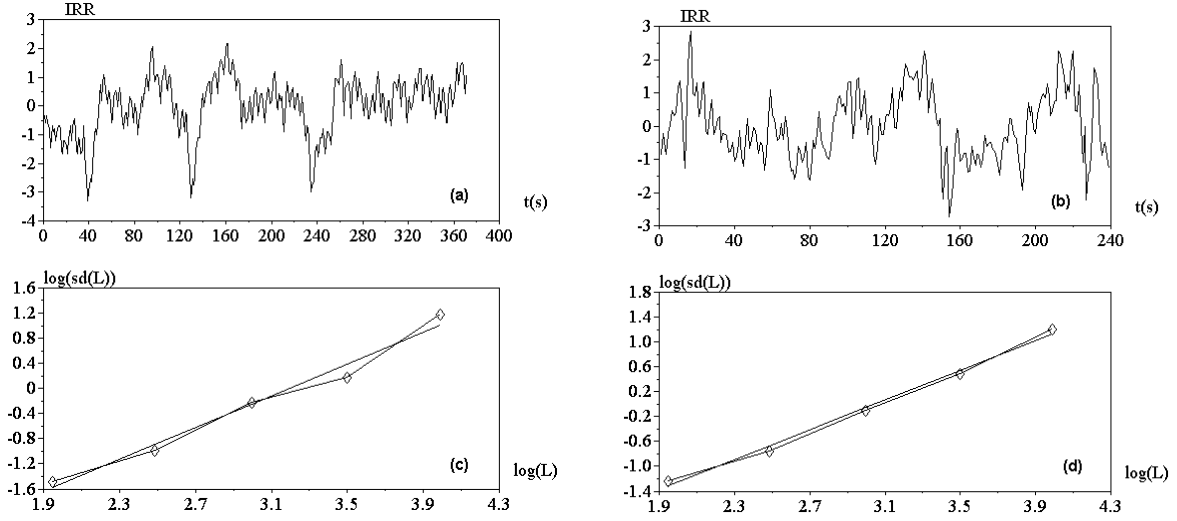 IRR
3
2
1
0
-1
-2
-3
-4
(a)
t(s)
0 40 80 120 160 200 240 280 320 360 400
IRR
3
2
1
0
-1
-2
-3
(b)
t(s)
0 40 80 120 160 200 240
log(sd(L))
1.6
1.2
0.8
0.4
0
-0.4
-0.8
-1.2
-1.6
(c)
log(L)
1.9 2.3 2.7 3.1 3.5 3.9 4.3
log(sd(L))
1.8
1.4
1.0
0.6
0.2
-0.2
-0.6
-1.0
-1.4
(d)
log(L)
1.9 2.3 2.7 3.1 3.5 3.9 4.3